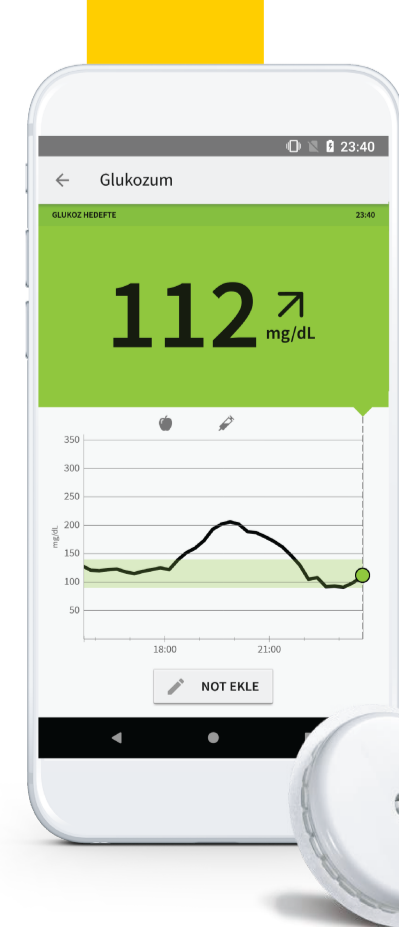 23:40
Glukozum
GLUKOZ HEDEFTE 23:40
112 mg/dL
350
300
250
200
150
100
50
mg/dL
18:00 21:00
NOT EKLE